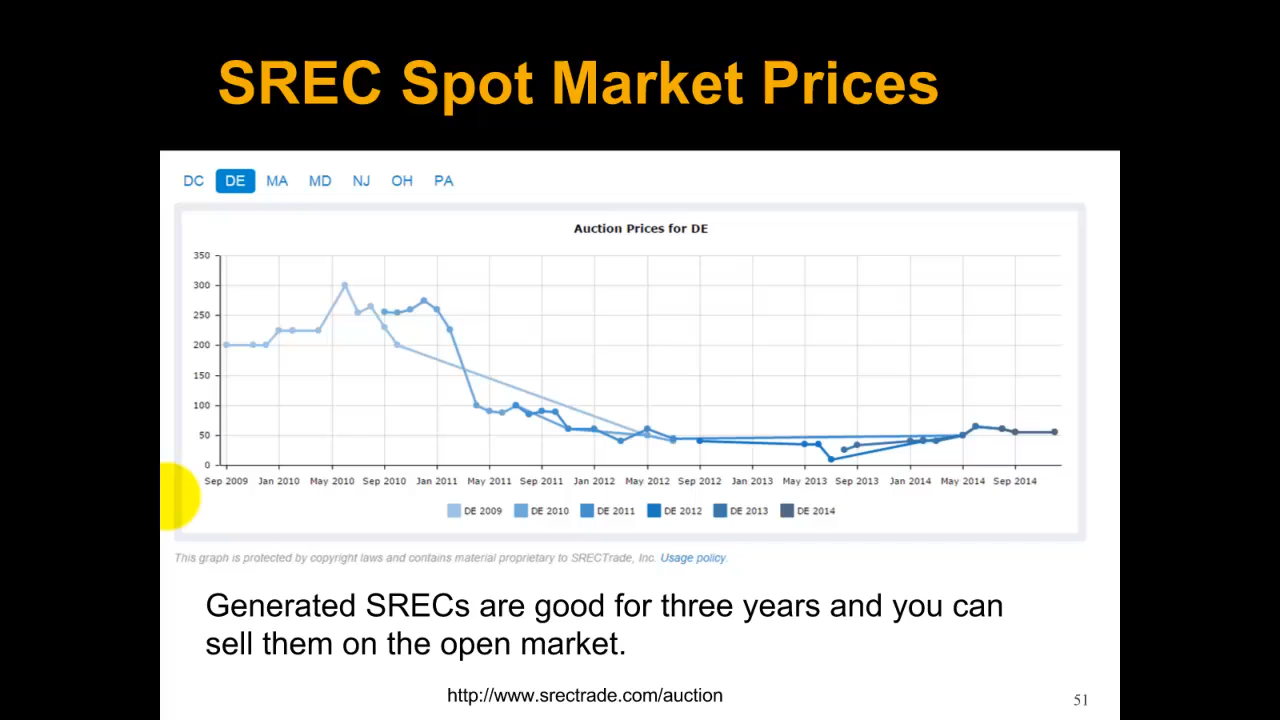 SREC Spot Market Prices
DC DE MA MD NJ OH PA
Auction Prices for DE
350
300
250
200
150
100
50
0
Sep 2009 Jan 2010 May 2010 Sep 2010 Jan 2011 May 2011 Sep 2011 Jan 2012 May 2012 Sep 2012 Jan 2013 May 2013 Sep 2013 Jan 2014 May 2014 Sep 2014
DE 2009 DE 2010 DE 2011 DE 2012 DE 2013 DE 2014
This graph is protected by copyright laws and contains material proprietary to SRECTrade, Inc. Usage policy.
Generated SRECs are good for three years and you can
sell them on the open market.
http://www.srectrade.com/auction
51